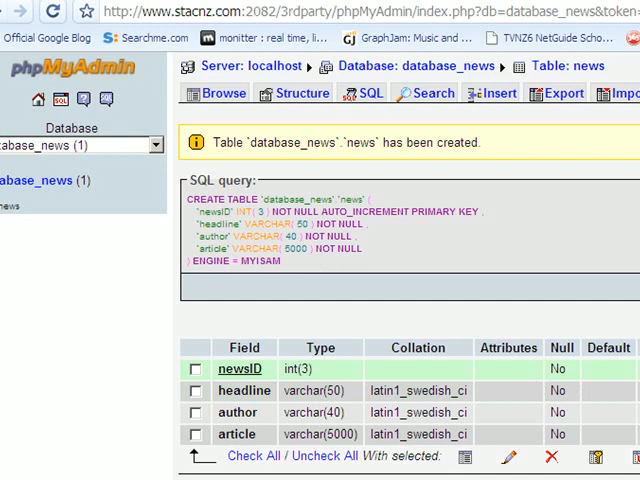 http://www.stacnz.com:2082/3rdparty/phpMyAdmin/index.php?db=database_news&token=
Official Google Blog Searchme.com monitter : real time, li... GraphJam: Music and ... TVNZ6 NetGuide Scho...
phpMyAdmin
Server: localhost Database: database_news Table: news
Browse Structure SQL Search Insert Export Impo
SQL
Database
tabase_news (1)
abase_news (1)
news
Table `database_news`.`news` has been created.
SQL query:
CREATE TABLE `database_news`.`news` (
`newsID` INT( 3 ) NOT NULL AUTO_INCREMENT PRIMARY KEY ,
`headline` VARCHAR( 50 ) NOT NULL ,
`author` VARCHAR( 40 ) NOT NULL ,
`article` VARCHAR( 5000 ) NOT NULL
) ENGINE = MYISAM
Field Type Collation Attributes Null Default
newsID int(3) No
headline varchar(50) latin1_swedish_ci No
author varchar(40) latin1_swedish_ci No
article varchar(5000) latin1_swedish_ci No
Check All / Uncheck All With selected: